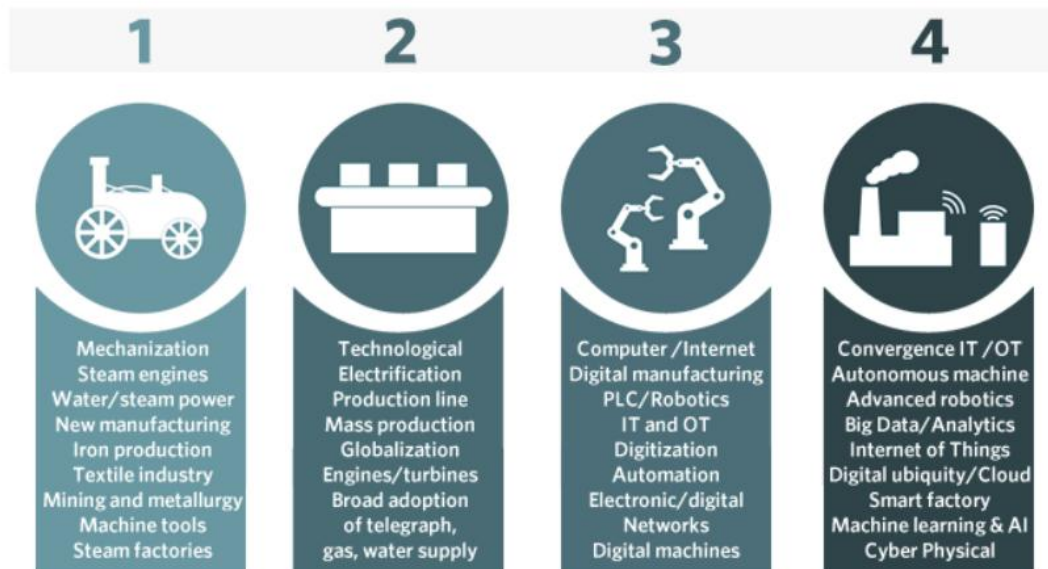 1
2
3
4
Mechanization
Steam engines
Water/steam power
New manufacturing
Iron production
Textile industry
Mining and metallurgy
Machine tools
Steam factories
Technological
Electrification
Production line
Mass production
Globalization
Engines/turbines
Broad adoption
of telegraph,
gas, water supply
Computer /Internet
Digital manufacturing
PLC/Robotics
IT and OT
Digitization
Automation
Electronic/digital
Networks
Digital machines
Convergence IT /OT
Autonomous machine
Advanced robotics
Big Data/Analytics
Internet of Things
Digital ubiquity/Cloud
Smart factory
Machine learning & AI
Cyber Physical